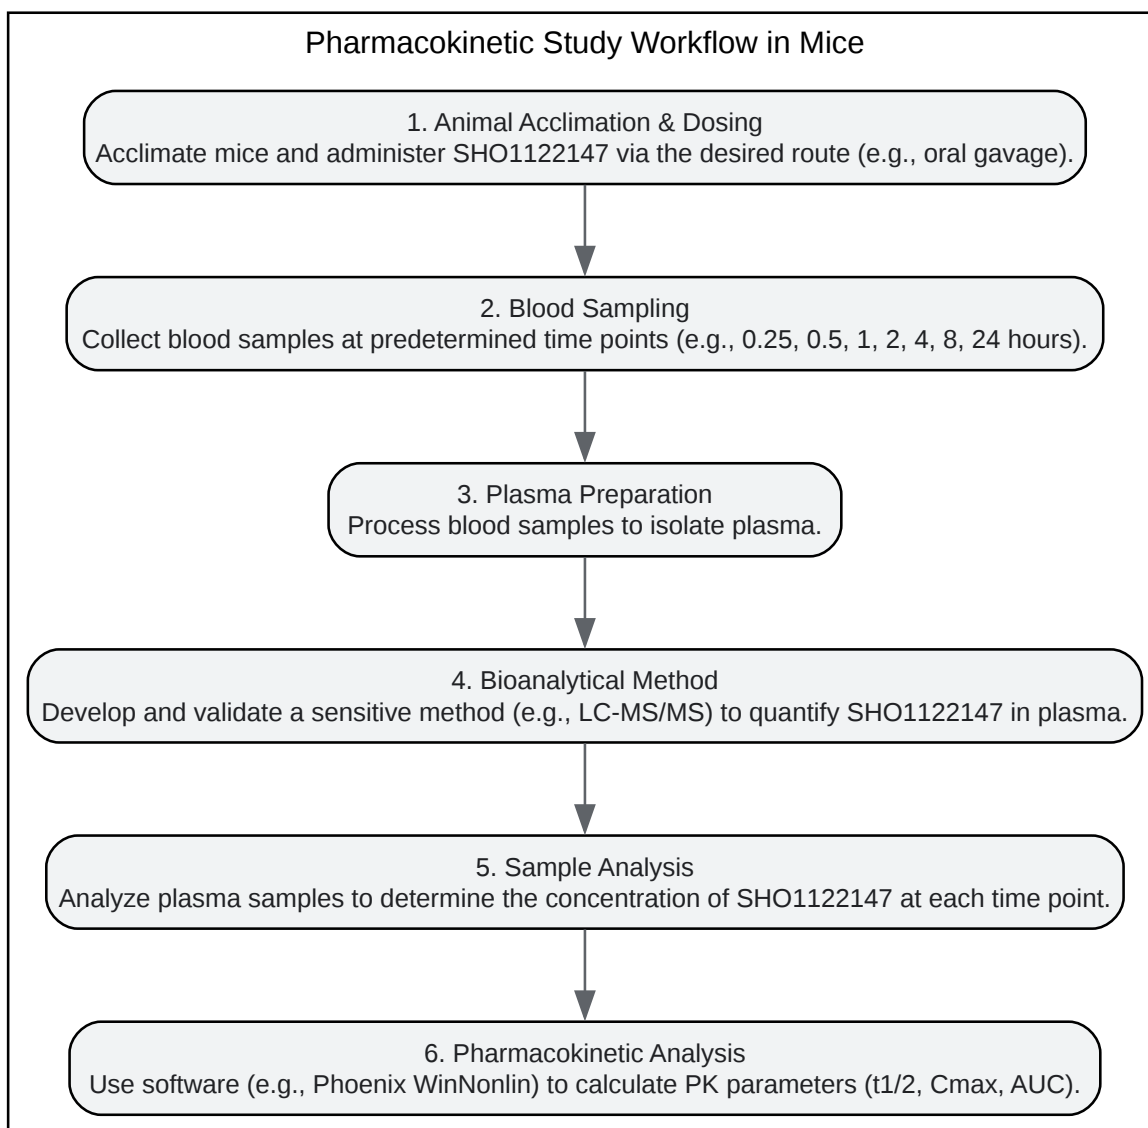 Pharmacokinetic Study Workflow in Mice
1. Animal Acclimation & Dosing
Acclimate mice and administer SHO1122147 via the desired route (e.g., oral gavage).
2. Blood Sampling
Collect blood samples at predetermined time points (e.g., 0.25, 0.5, 1, 2, 4, 8, 24 hours).
3. Plasma Preparation
Process blood samples to isolate plasma.
4. Bioanalytical Method
Develop and validate a sensitive method (e.g., LC-MS/MS) to quantify SHO1122147 in plasma.
5. Sample Analysis
Analyze plasma samples to determine the concentration of SHO1122147 at each time point.
6. Pharmacokinetic Analysis
Use software (e.g., Phoenix WinNonlin) to calculate PK parameters (t1/2, Cmax, AUC).